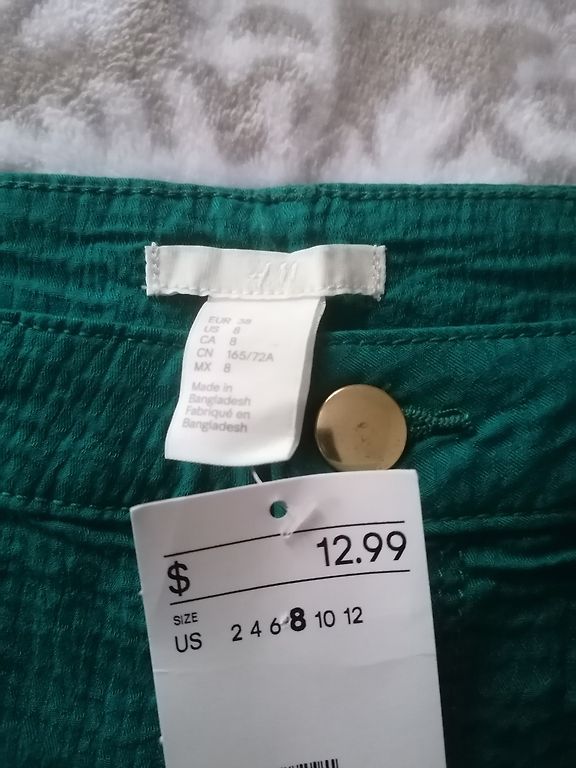 H&M
EUR 38
US 8
CA 8
CN 165/72A
MX 8
Made in
Bangladesh
Fabriqué en
Bangladesh
$ 12.99
SIZE
US 2 4 6 8 10 12